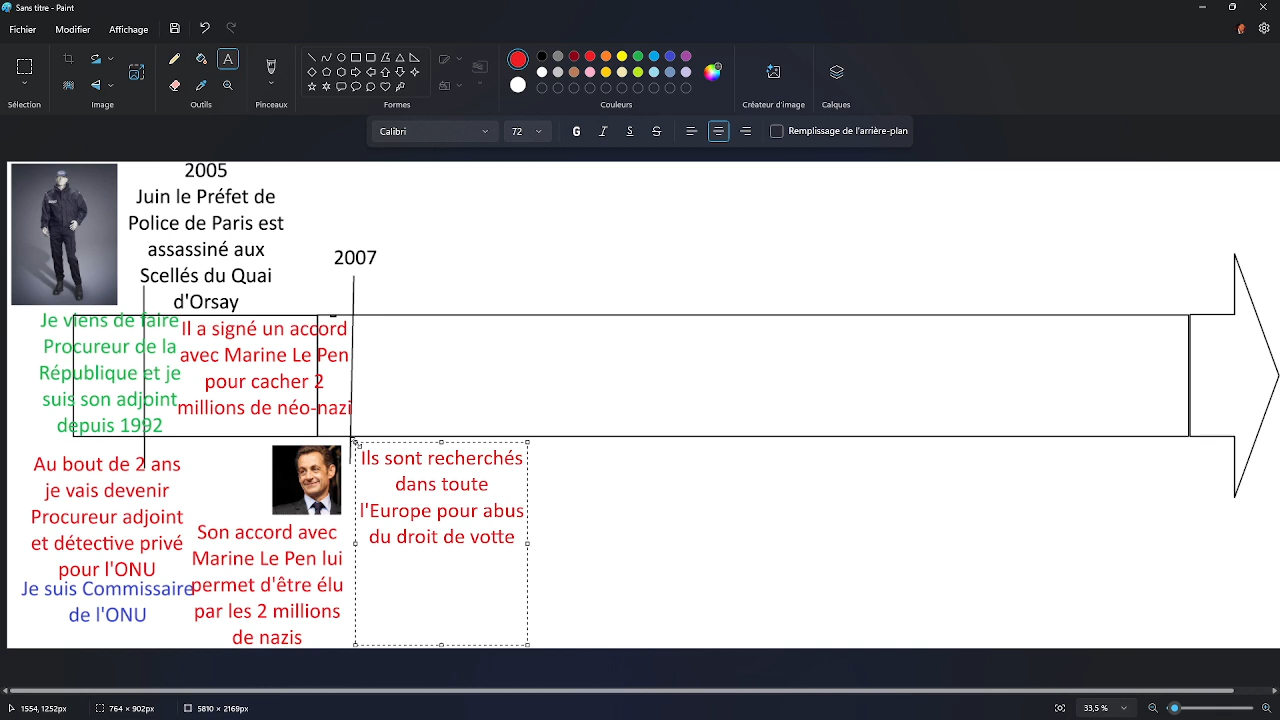 Sans titre - Paint
Fichier
Modifier
Affichage
Sélection
Image
Outils
Pinceaux
Formes
Couleurs
Créateur d'image
Calques
Calibri
72
G
I
S
S
Remplissage de l'arrière-plan
2005
Juin le Préfet de
Police de Paris est
assassiné aux
Scellés du Quai
d'Orsay
2007
Je viens de faire
Procureur de la
République et je
suis son adjoint
depuis 1992
Il a signé un accord
avec Marine Le Pen
pour cacher 2
millions de néo-nazi
Au bout de 2 ans
je vais devenir
Procureur adjoint
et détective privé
pour l'ONU
Je suis Commissaire
de l'ONU
Son accord avec
Marine Le Pen lui
permet d'être élu
par les 2 millions
de nazis
Ils sont recherchés
dans toute
l'Europe pour abus
du droit de votte
1554,1252px
764 × 902px
5810 × 2169px
33,5 %